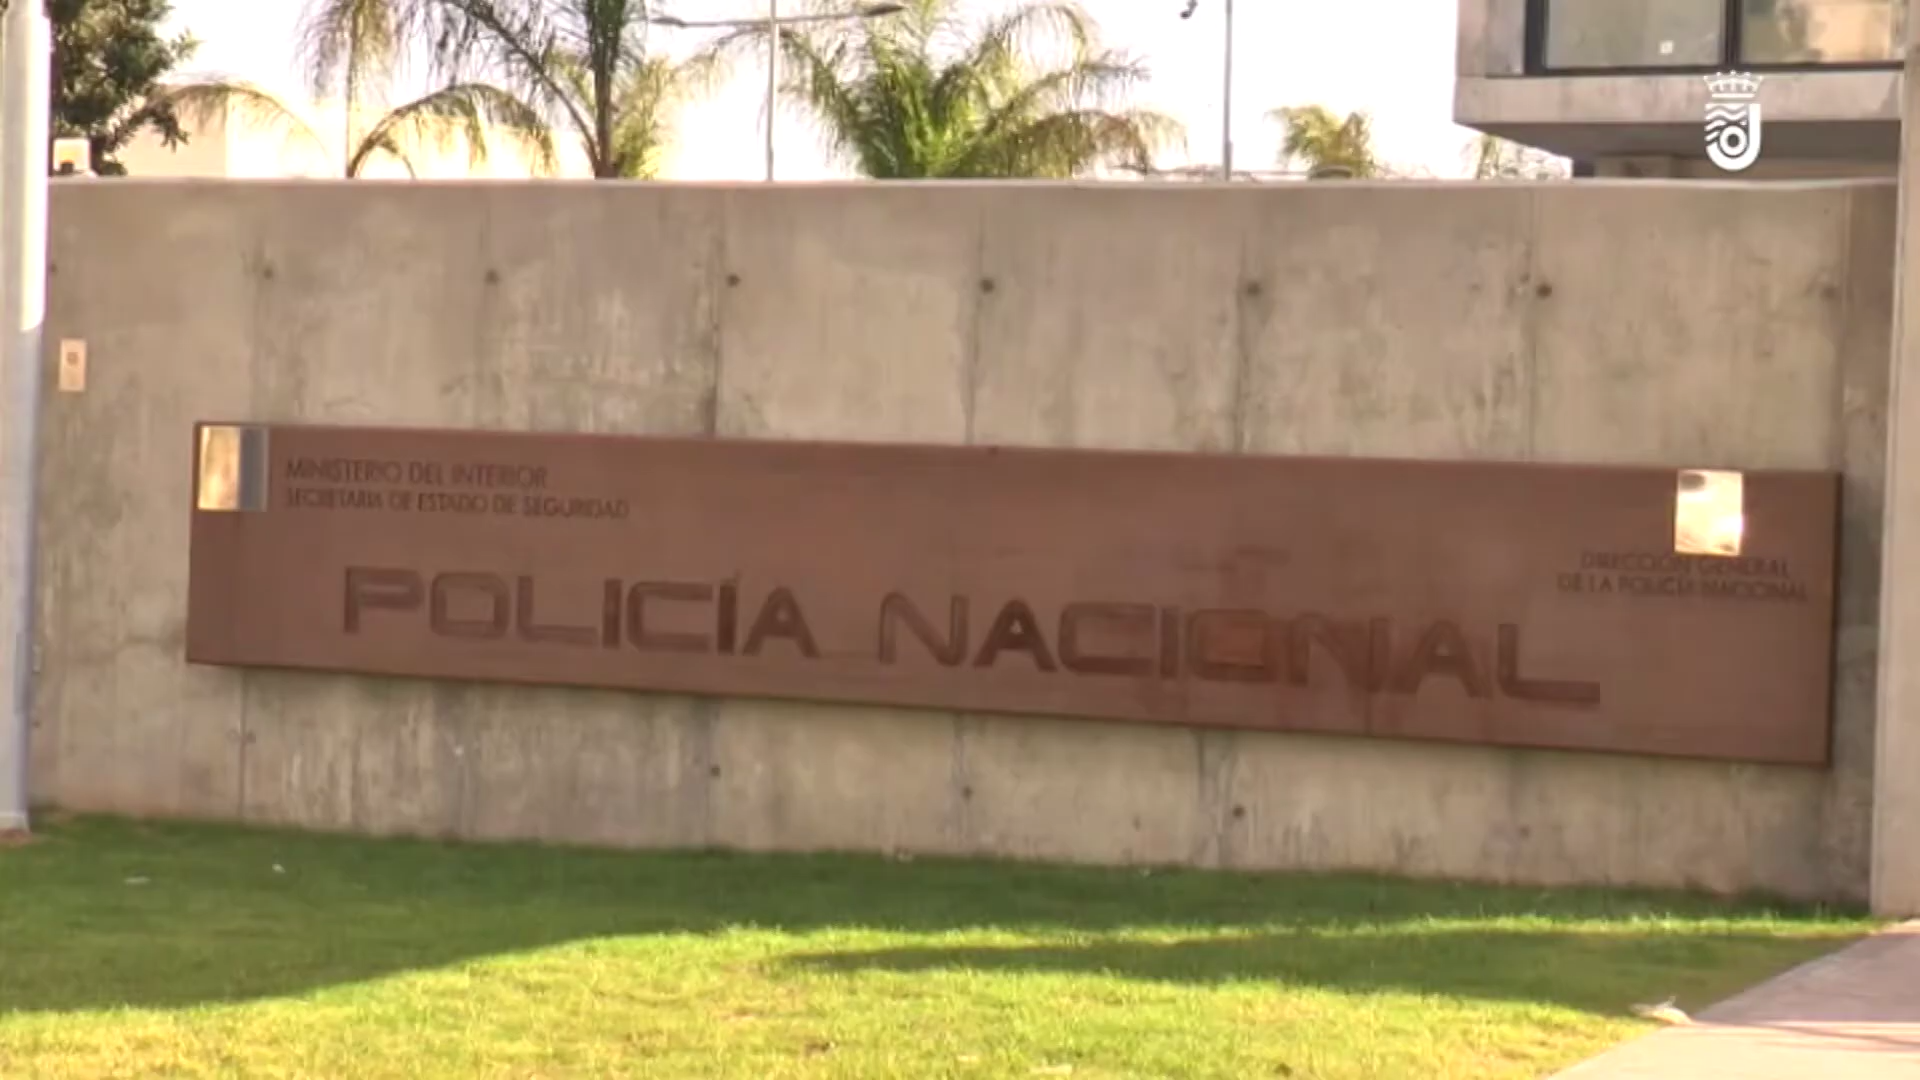 MINISTERIO DEL INTERIOR
SECRETARIA DE ESTADO DE SEGURIDAD
POLICÍA NACIONAL
DIRECCIÓN GENERAL
DE LA POLICÍA NACIONAL